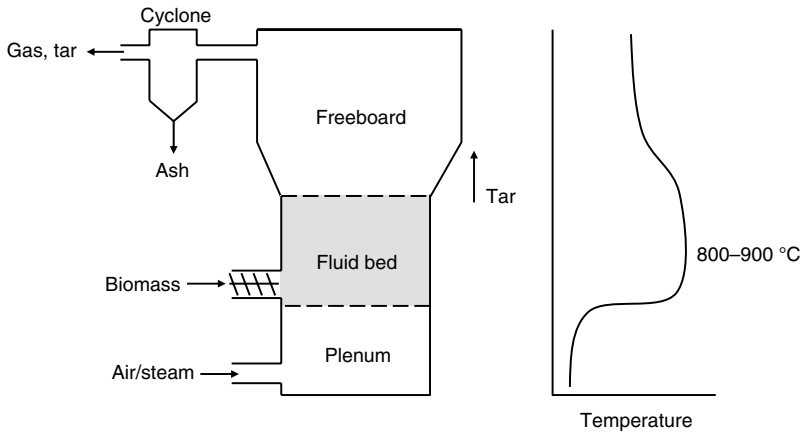 Cyclone
Gas, tar
Freeboard
Ash
Tar
Fluid bed
800–900 °C
Biomass
Plenum
Air/steam
Temperature